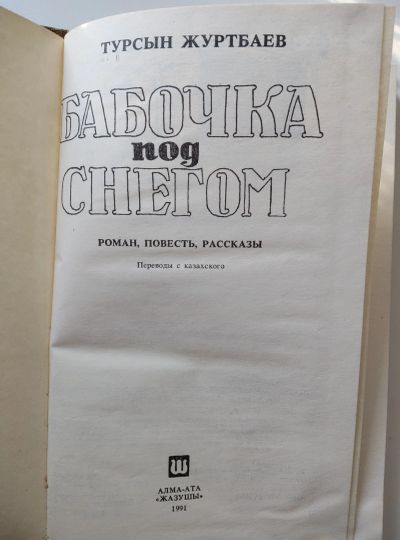 ТУРСЫН ЖУРТБАЕВ
БАБОЧКА
под
СНЕГОМ
РОМАН, ПОВЕСТЬ, РАССКАЗЫ
Переводы с казахского
АЛМА-АТА
«ЖАЗУШЫ»
1991